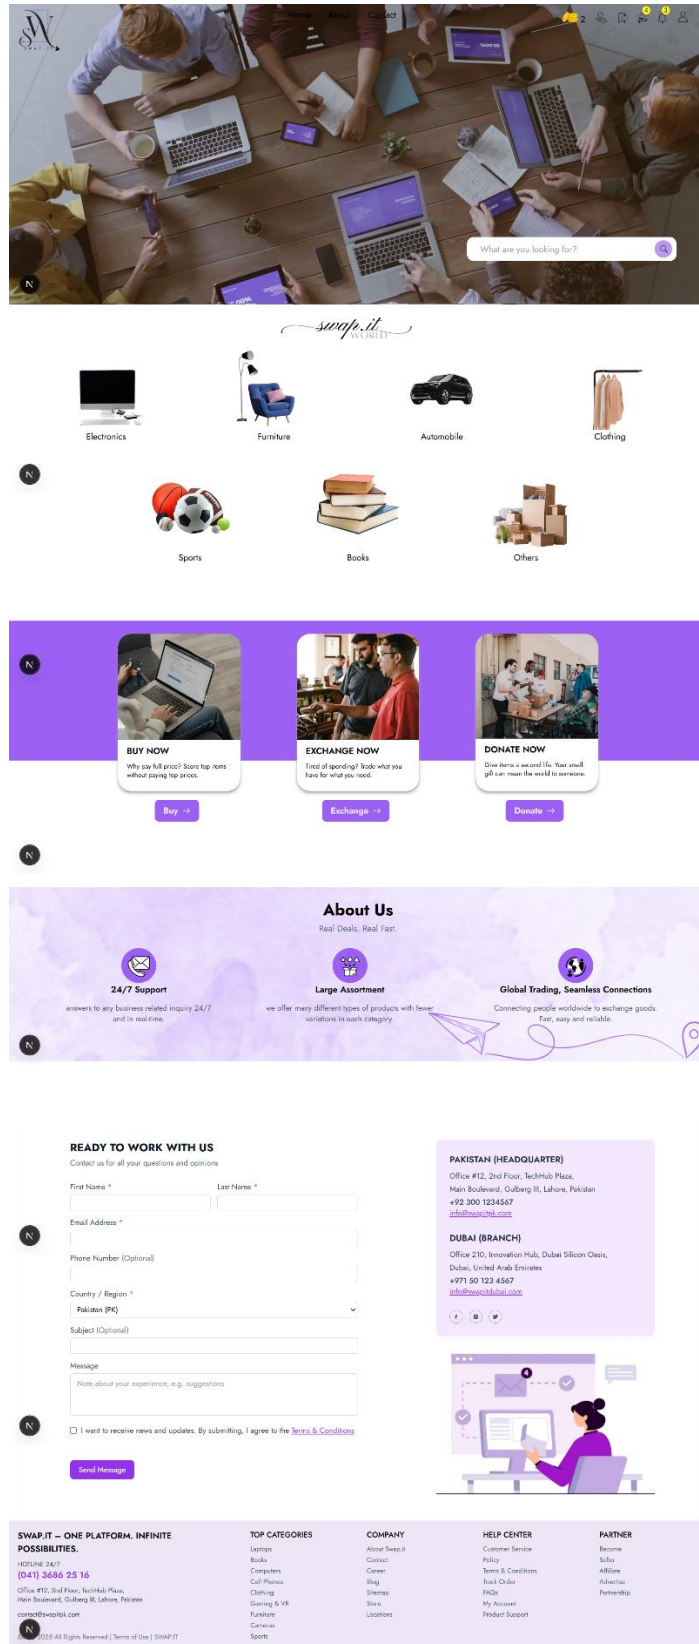 SW
SWAP IT
Home About Contact
2
4
3
What are you looking for?
N
swap.it
WORLD
Electronics
Furniture
Automobile
Clothing
N
Sports
Books
Others
N
BUY NOW
Why pay full price? Score top items
without paying top prices.
Buy →
EXCHANGE NOW
Tired of spending? Trade what you
have for what you need.
Exchange →
DONATE NOW
Give items a second life. Your small
gift can mean the world to someone.
Donate →
N
About Us
Real Deals. Real Fast.
24/7 Support
answers to any business related inquiry 24/7
and in real-time.
Large Assortment
we offer many different types of products with fewer
variations in each category.
Global Trading, Seamless Connections
Connecting people worldwide to exchange goods.
Fast, easy and reliable.
N
READY TO WORK WITH US
Contact us for all your questions and opinions
First Name *
Last Name *
Email Address *
N
Phone Number (Optional)
Country / Region *
Pakistan (PK)
Subject (Optional)
Message
Note about your experience, e.g. suggestions
N
I want to receive news and updates. By submitting, I agree to the Terms & Conditions
Send Message
PAKISTAN (HEADQUARTER)
Office #12, 2nd Floor, TechHub Plaza,
Main Boulevard, Gulberg III, Lahore, Pakistan
+92 300 1234567
info@swapitpk.com
DUBAI (BRANCH)
Office 210, Innovation Hub, Dubai Silicon Oasis,
Dubai, United Arab Emirates
+971 50 123 4567
info@swapitdubai.com
4
SWAP.IT – ONE PLATFORM. INFINITE
POSSIBILITIES.
HOTLINE 24/7
(041) 3686 25 16
Office #12, 2nd Floor, TechHub Plaza,
Main Boulevard, Gulberg III, Lahore, Pakistan
contact@swapitpk.com
N
2025 All Rights Reserved | Terms of Use | SWAP.IT
TOP CATEGORIES
Laptops
Books
Computers
Cell Phones
Clothing
Gaming & VR
Furniture
Cameras
Sports
COMPANY
About Swap.it
Contact
Career
Blog
Sitemap
Store
Locations
HELP CENTER
Customer Service
Policy
Terms & Conditions
Track Order
FAQs
My Account
Product Support
PARTNER
Become
Seller
Affiliate
Advertise
Partnership